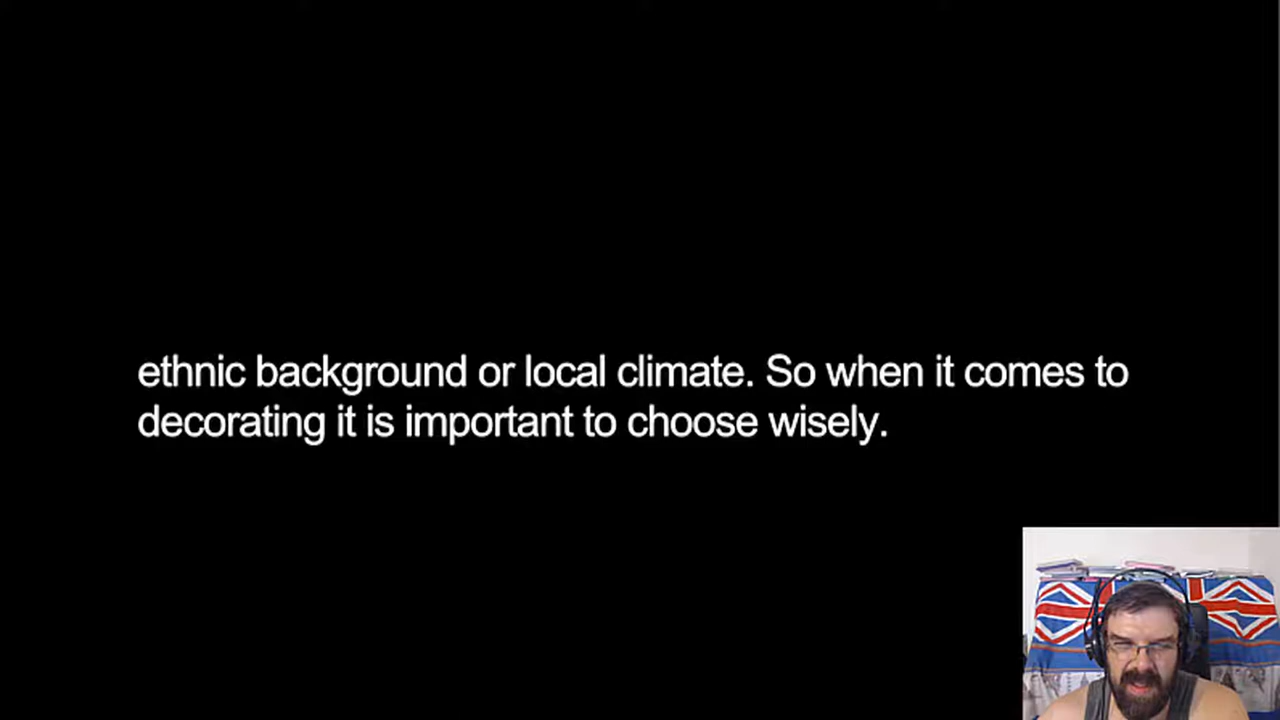 ethnic background or local climate. So when it comes to
decorating it is important to choose wisely.